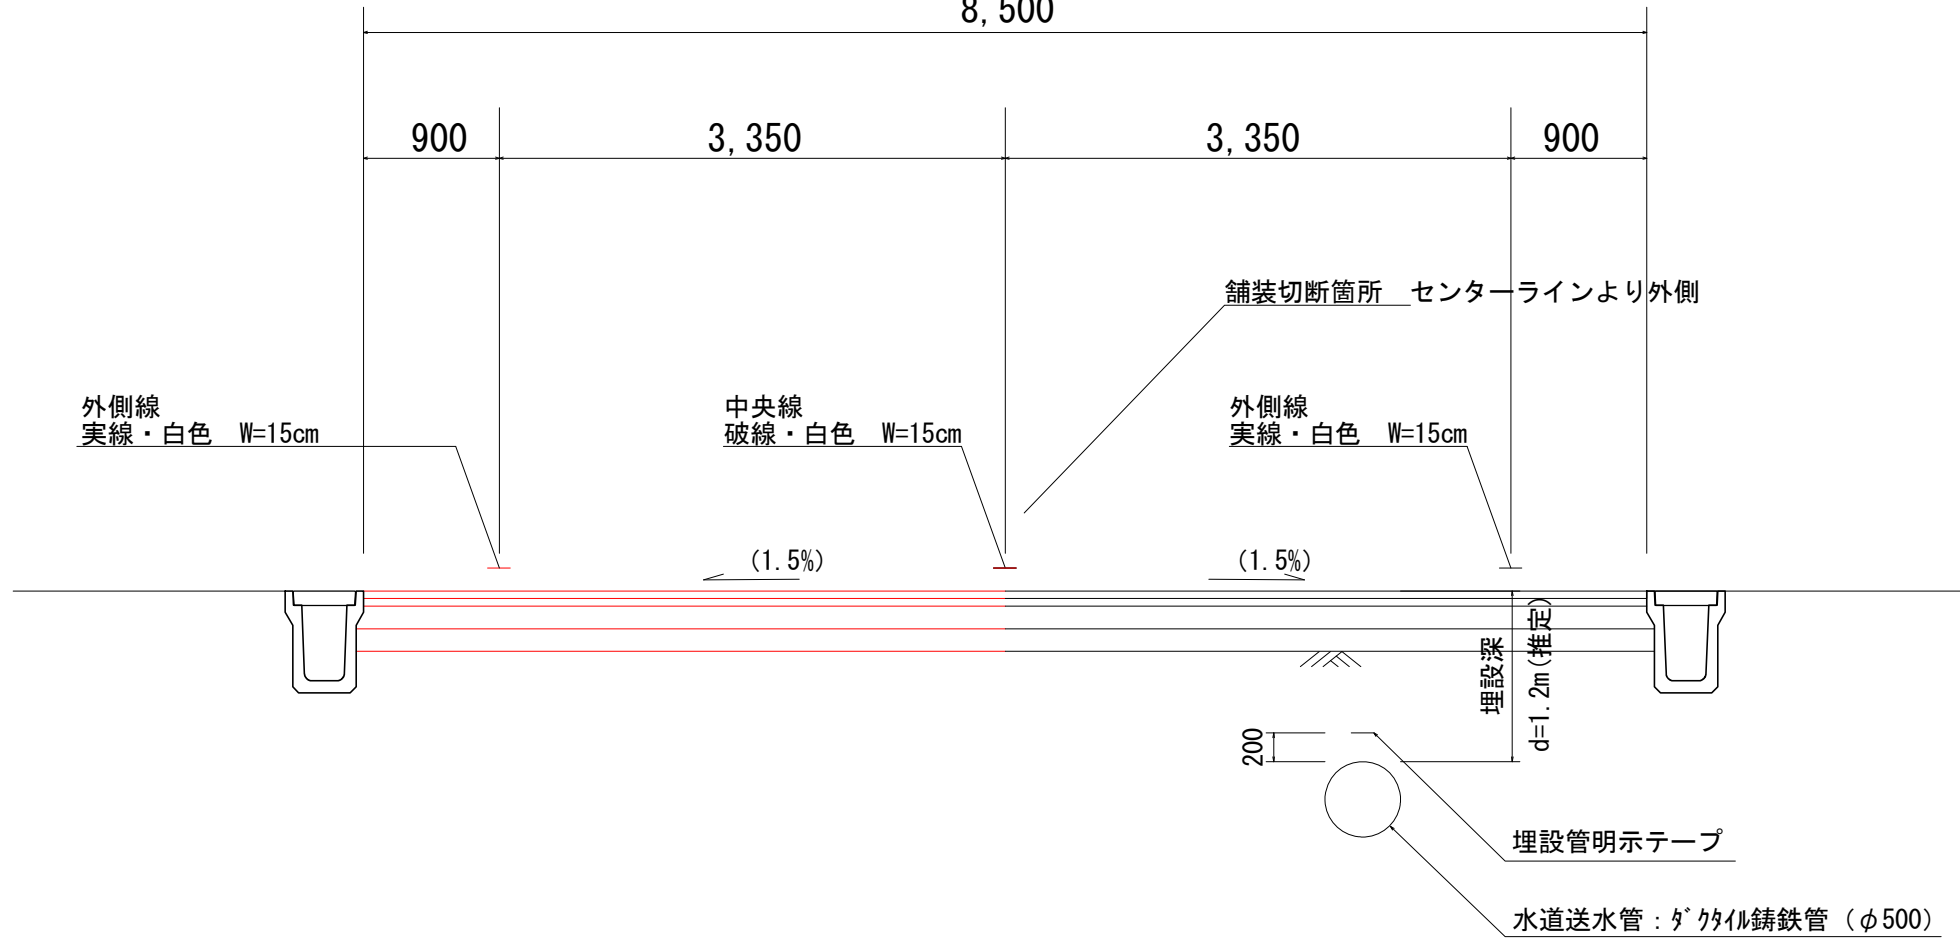 8,500
900
3,350
3,350
900
舗装切断箇所　センターラインより外側
外側線
実線・白色　W=15cm
中央線
破線・白色　W=15cm
外側線
実線・白色　W=15cm
(1.5%)
(1.5%)
埋設深
d=1.2m(推定)
200
埋設管明示テープ
水道送水管：ﾀﾞｸﾀｲﾙ鋳鉄管（φ500）